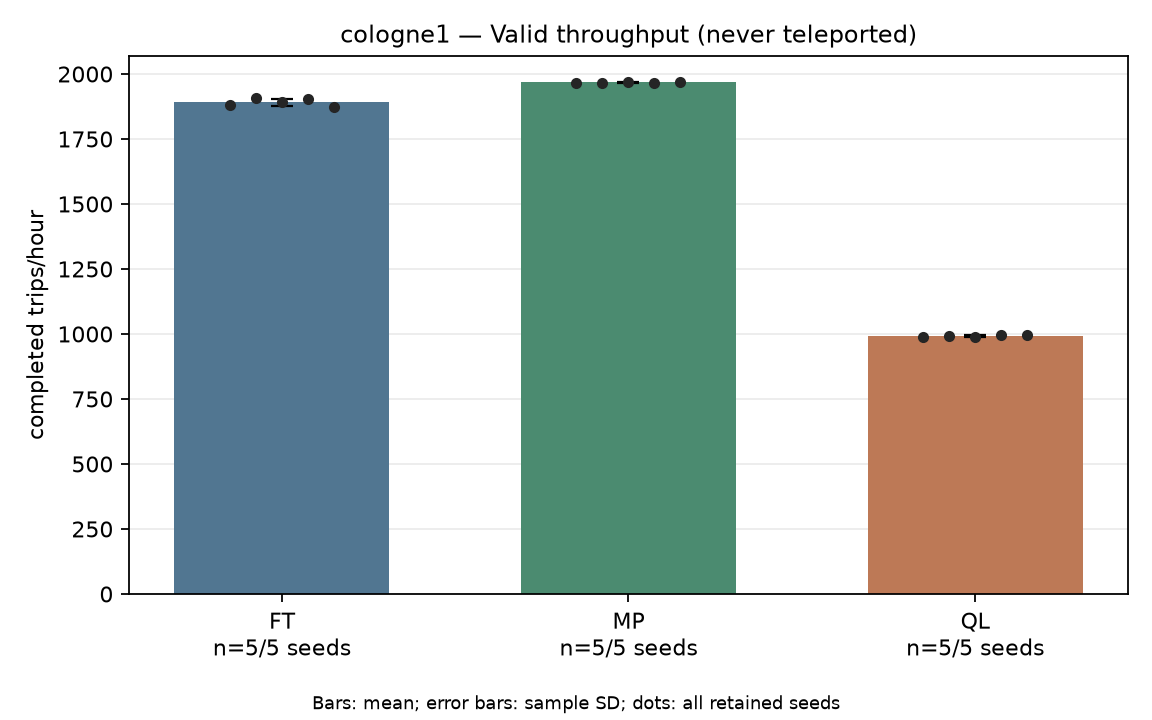 cologne1 — Valid throughput (never teleported)
completed trips/hour
2000
1750
1500
1250
1000
750
500
250
0
FT
n=5/5 seeds
MP
n=5/5 seeds
QL
n=5/5 seeds
Bars: mean; error bars: sample SD; dots: all retained seeds